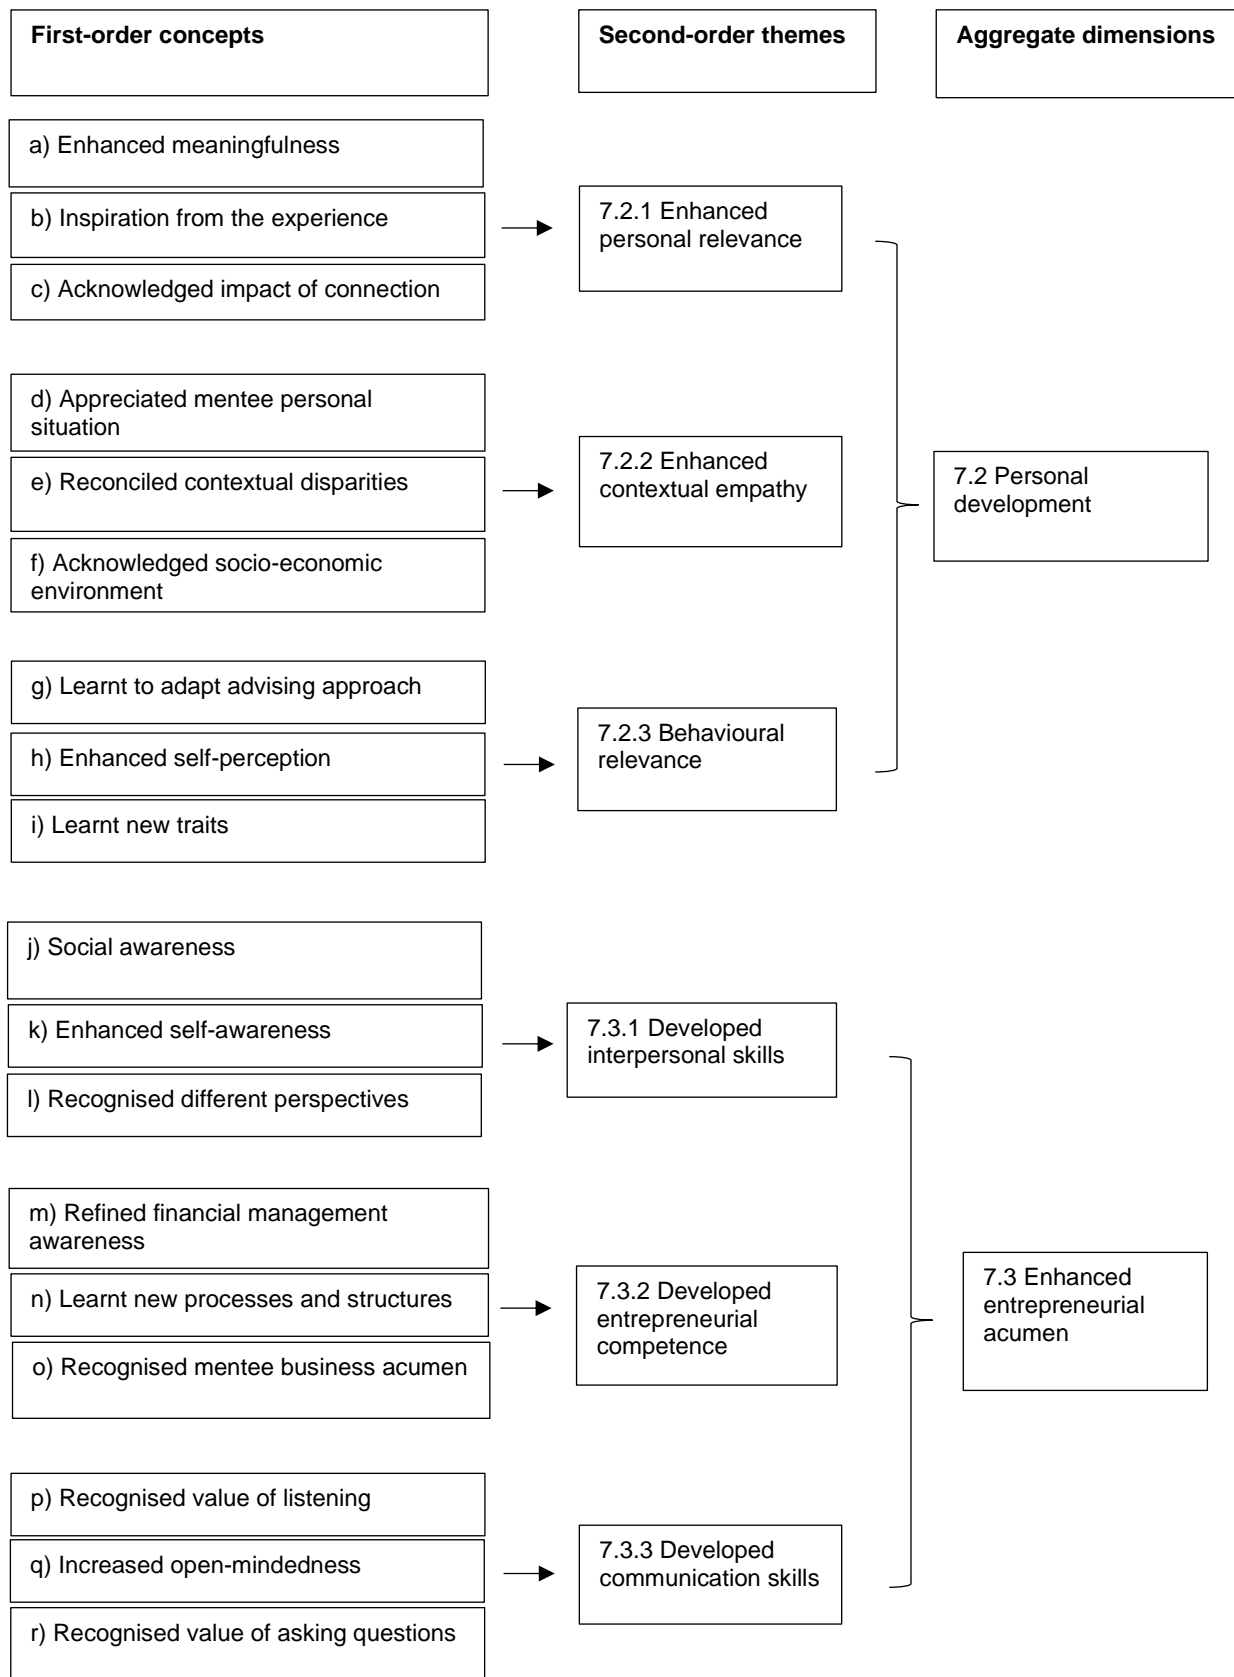 First-order concepts
Second-order themes
Aggregate dimensions
a) Enhanced meaningfulness
b) Inspiration from the experience
c) Acknowledged impact of connection
7.2.1 Enhanced
personal relevance
d) Appreciated mentee personal
situation
e) Reconciled contextual disparities
f) Acknowledged socio-economic
environment
7.2.2 Enhanced
contextual empathy
7.2 Personal
development
g) Learnt to adapt advising approach
h) Enhanced self-perception
i) Learnt new traits
7.2.3 Behavioural
relevance
j) Social awareness
k) Enhanced self-awareness
l) Recognised different perspectives
7.3.1 Developed
interpersonal skills
m) Refined financial management
awareness
n) Learnt new processes and structures
o) Recognised mentee business acumen
7.3.2 Developed
entrepreneurial
competence
7.3 Enhanced
entrepreneurial
acumen
p) Recognised value of listening
q) Increased open-mindedness
r) Recognised value of asking questions
7.3.3 Developed
communication skills